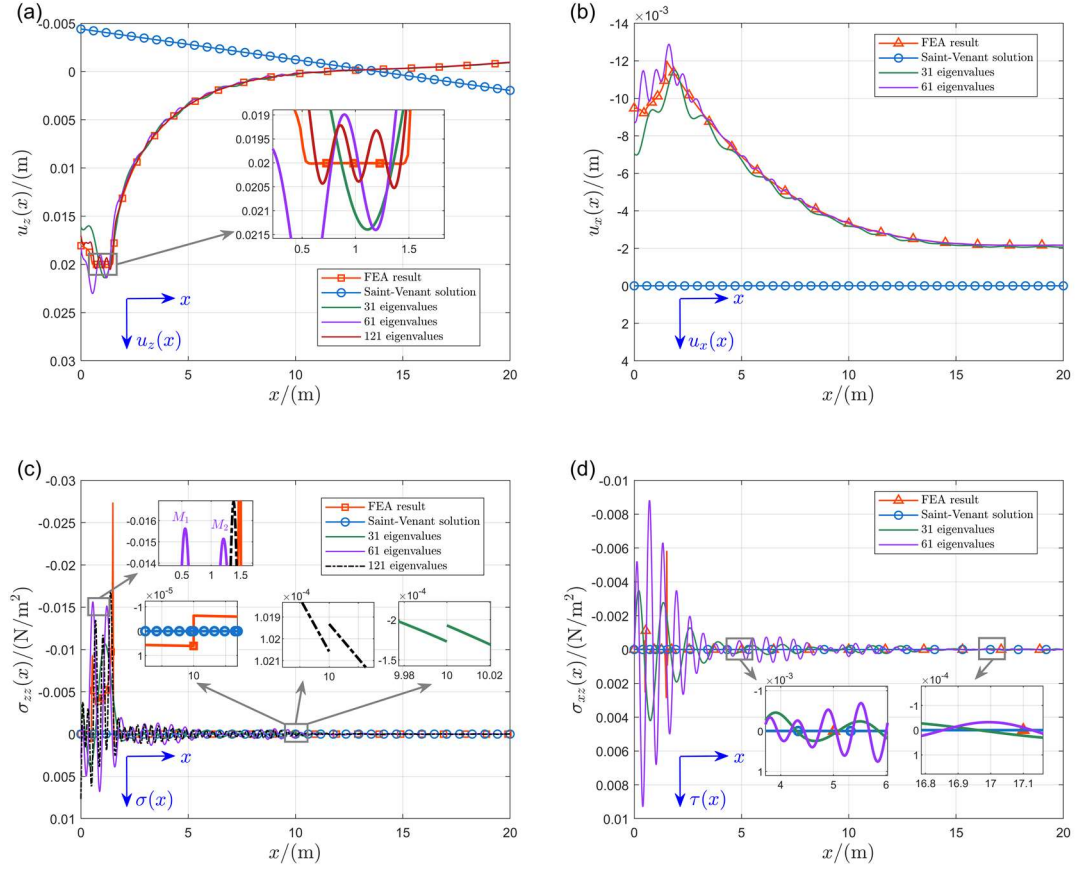 (a)
-0.005
0
0.005
0.01
0.015
0.02
0.025
0.03
u_z(x)/(m)
0.019
0.0195
0.02
0.0205
0.021
0.0215
0.5
1
1.5
FEA result
Saint-Venant solution
31 eigenvalues
61 eigenvalues
121 eigenvalues
x
u_z(x)
0
5
10
15
20
x/(m)
(b)
×10⁻³
-14
-12
-10
-8
-6
-4
-2
0
2
4
u_x(x)/(m)
FEA result
Saint-Venant solution
31 eigenvalues
61 eigenvalues
x
u_x(x)
0
5
10
15
20
x/(m)
(c)
-0.03
-0.025
-0.02
-0.015
-0.01
-0.005
0
0.005
0.01
σ_zz(x)/(N/m²)
-0.016
-0.015
-0.014
M₁
M₂
0.5
1
1.5
FEA result
Saint-Venant solution
31 eigenvalues
61 eigenvalues
121 eigenvalues
×10⁻⁵
-1
0
1
10
×10⁻⁴
1.019
1.02
1.021
10
×10⁻⁴
-2
-1.5
9.98
10
10.02
x
σ(x)
0
5
10
15
20
x/(m)
(d)
-0.01
-0.008
-0.006
-0.004
-0.002
0
0.002
0.004
0.006
0.008
0.01
σ_xz(x)/(N/m²)
FEA result
Saint-Venant solution
31 eigenvalues
61 eigenvalues
×10⁻³
-1
0
1
4
5
6
×10⁻⁴
-1
0
1
16.8
16.9
17
17.1
x
τ(x)
0
5
10
15
20
x/(m)